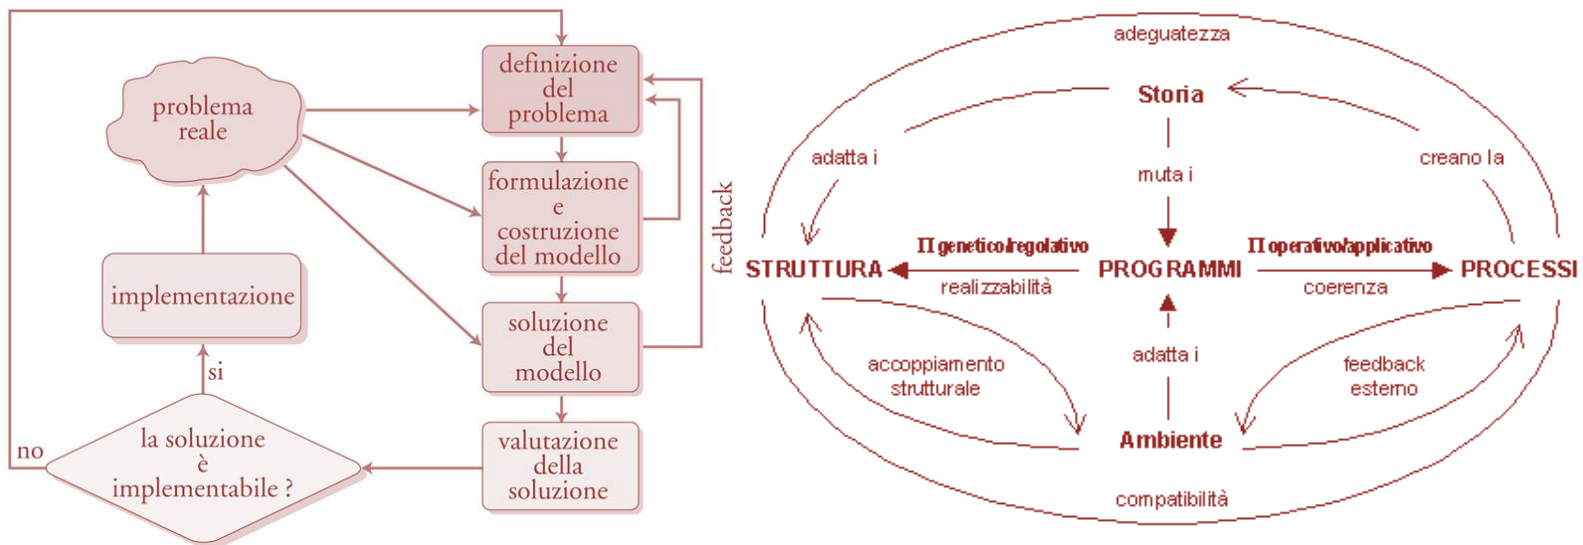 problema
reale
definizione
del
problema
formulazione
e
costruzione
del modello
feedback
soluzione
del
modello
valutazione
della
soluzione
la soluzione
è
implementabile ?
no
si
implementazione
adeguatezza
Storia
adatta i
creano la
muta i
Π genetico/regolativo
Π operativo/applicativo
STRUTTURA
PROGRAMMI
PROCESSI
realizzabilità
coerenza
adatta i
accoppiamento
strutturale
feedback
esterno
Ambiente
compatibilità